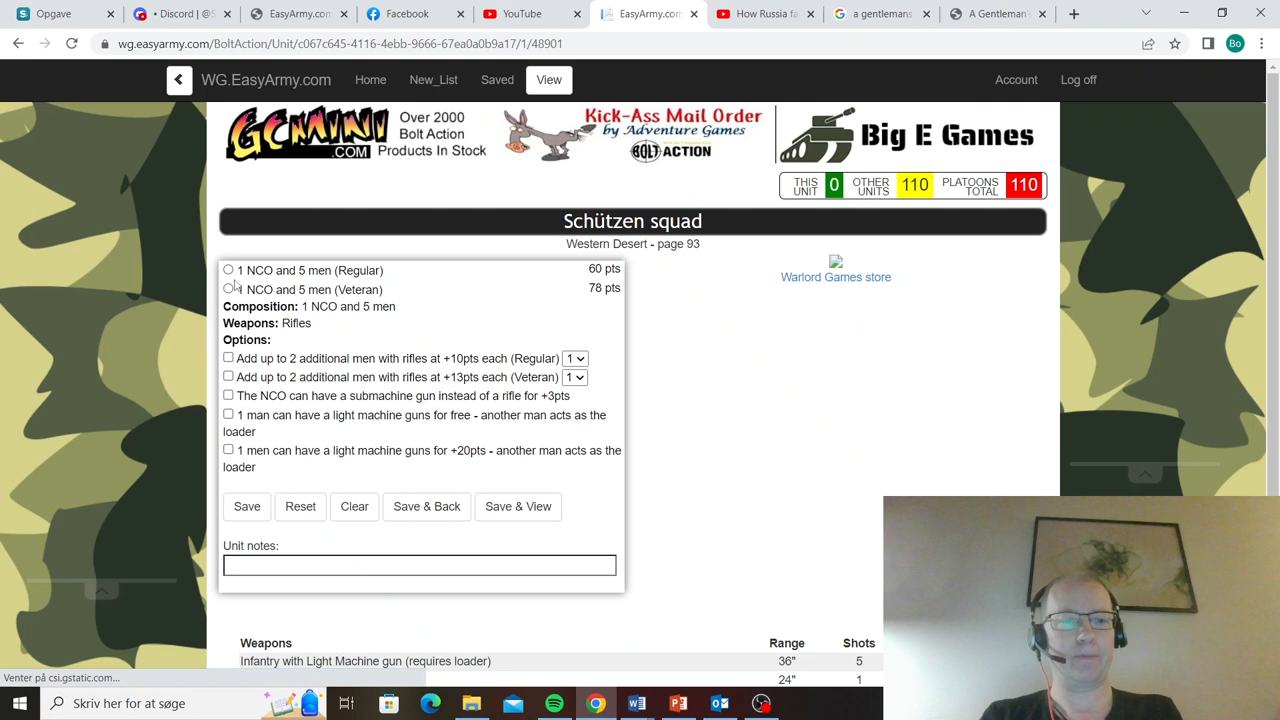 Opgave
• Discord | @S
EasyArmy.com
Facebook
YouTube
EasyArmy.com
How Russia fa
a gentlemans
A Gentleman's
wg.easyarmy.com/BoltAction/Unit/c067c645-4116-4ebb-9666-67ea0a0b9a17/1/48901
Bo
WG.EasyArmy.com Home New_List Saved View Account Log off
GCMINI
.COM
Over 2000
Bolt Action
Products In Stock
Kick-Ass Mail Order
by Adventure Games
BOLT ACTION
Big E Games
THIS UNIT 0 OTHER UNITS 110 PLATOONS TOTAL 110
Schützen squad
Western Desert - page 93
1 NCO and 5 men (Regular) 60 pts
1 NCO and 5 men (Veteran) 78 pts
Composition: 1 NCO and 5 men
Weapons: Rifles
Options:
Add up to 2 additional men with rifles at +10pts each (Regular) 1
Add up to 2 additional men with rifles at +13pts each (Veteran) 1
The NCO can have a submachine gun instead of a rifle for +3pts
1 man can have a light machine guns for free - another man acts as the
loader
1 men can have a light machine guns for +20pts - another man acts as the
loader
Save Reset Clear Save & Back Save & View
Unit notes:
Warlord Games store
Weapons Range Shots
Infantry with Light Machine gun (requires loader) 36" 5
24" 1
Venter på csi.gstatic.com...
Skriv her for at søge